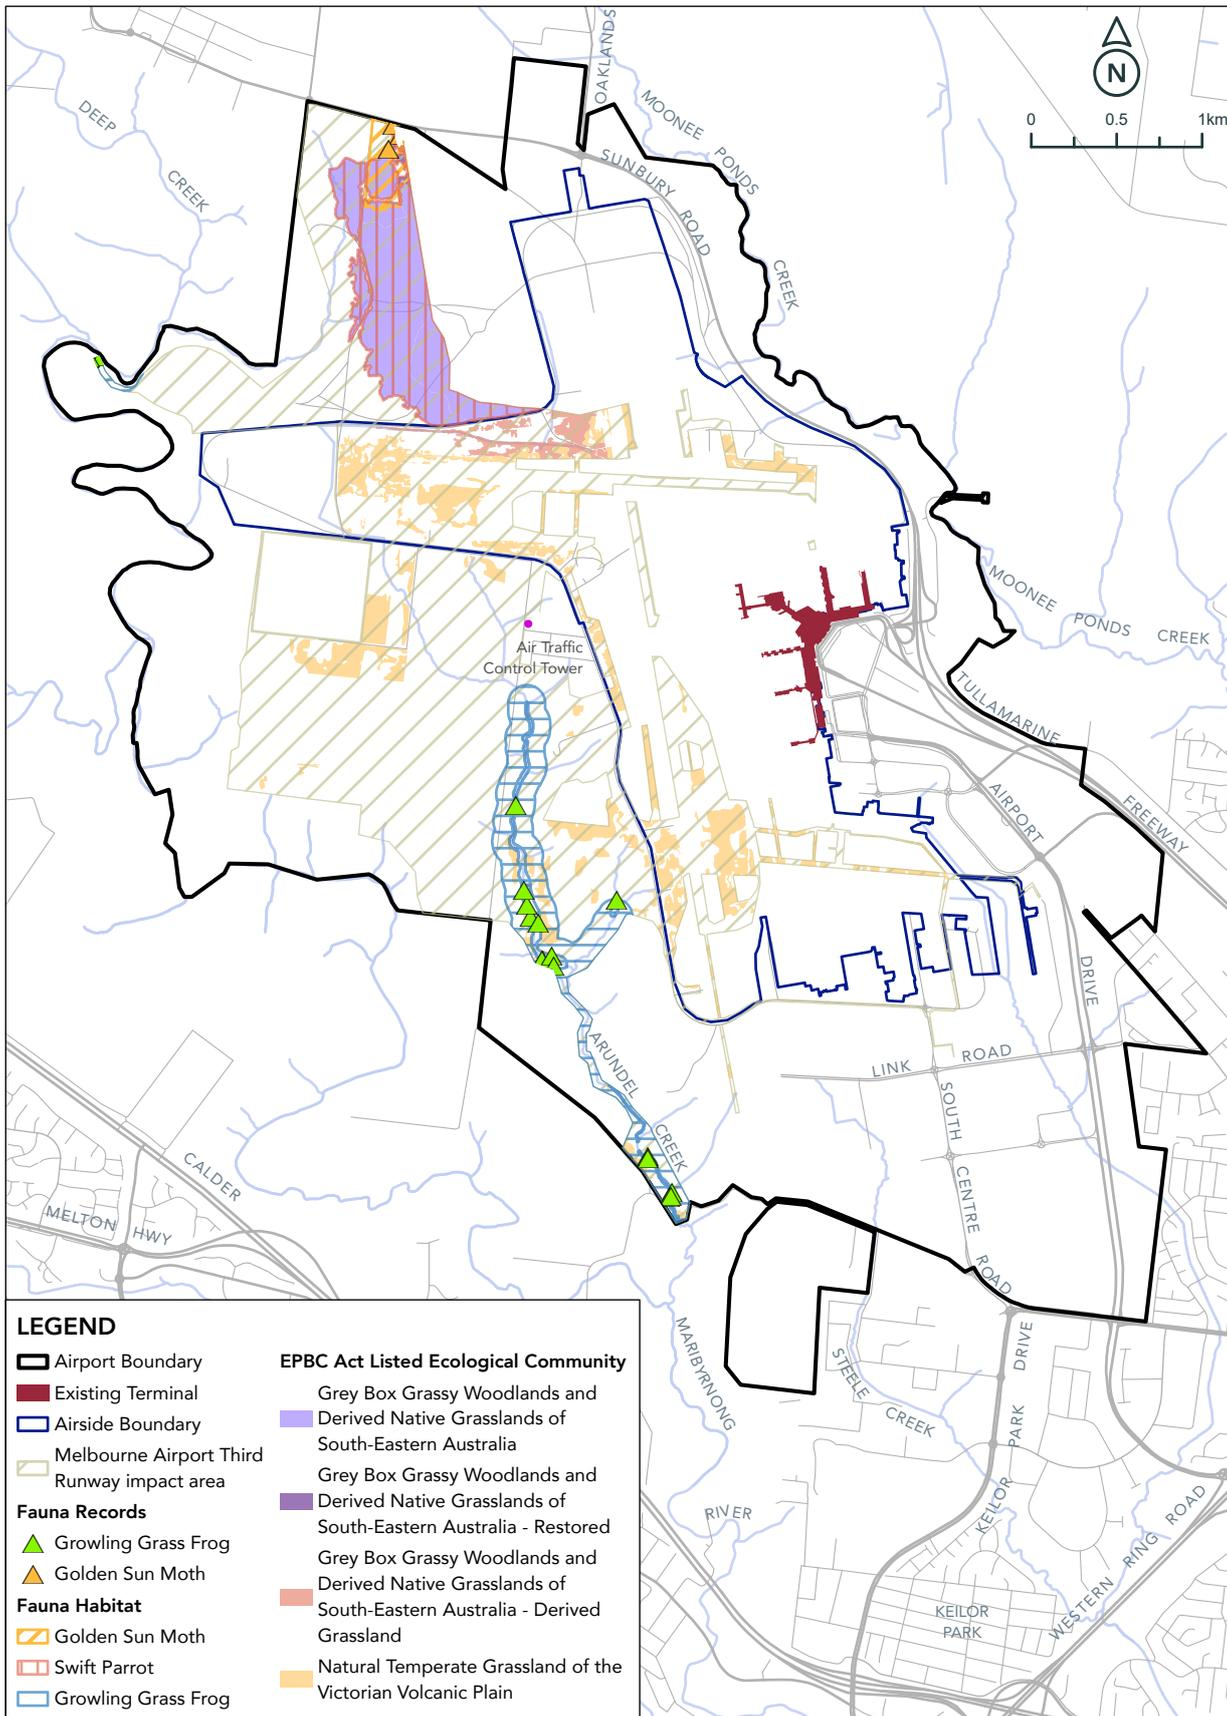 OAKLANDS
MOONEE
PONDS
CREEK
DEEP
CREEK
SUNBURY
ROAD
N
0 0.5 1km
MOONEE
PONDS CREEK
Air Traffic
Control Tower
TULLAMARINE
FREEWAY
AIRPORT
DRIVE
ARUNDEL
CREEK
LINK ROAD
SOUTH
CENTRE
ROAD
CALDER
MELTON HWY
MARIBYRNONG
RIVER
STEELE
CREEK
DRIVE
PARK
KEILOR
WESTERN RING ROAD
KEILOR
PARK
LEGEND
Airport Boundary
Existing Terminal
Airside Boundary
Melbourne Airport Third
Runway impact area
Fauna Records
Growling Grass Frog
Golden Sun Moth
Fauna Habitat
Golden Sun Moth
Swift Parrot
Growling Grass Frog
EPBC Act Listed Ecological Community
Grey Box Grassy Woodlands and
Derived Native Grasslands of
South-Eastern Australia
Grey Box Grassy Woodlands and
Derived Native Grasslands of
South-Eastern Australia - Restored
Grey Box Grassy Woodlands and
Derived Native Grasslands of
South-Eastern Australia - Derived
Grassland
Natural Temperate Grassland of the
Victorian Volcanic Plain